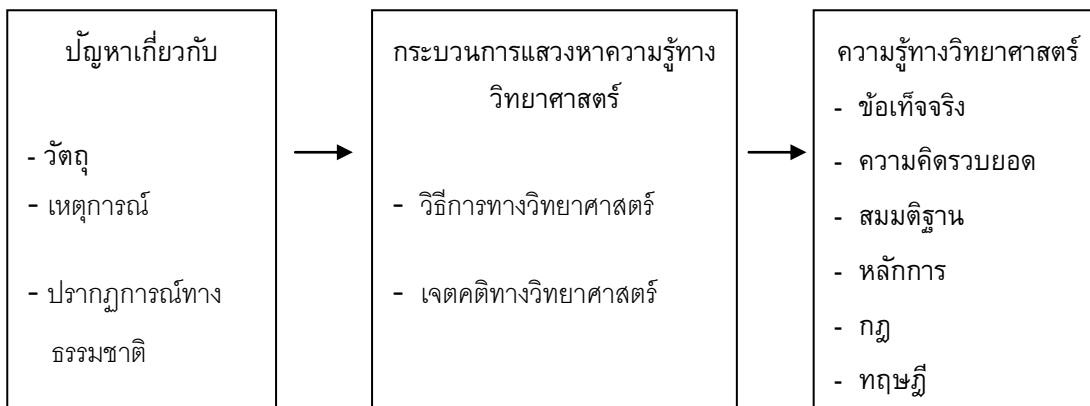 ปัญหาเกี่ยวกับ
- วัตถุ
- เหตุการณ์
- ปรากฏการณ์ทาง
ธรรมชาติ
กระบวนการแสวงหาความรู้ทาง
วิทยาศาสตร์
- วิธีการทางวิทยาศาสตร์
- เจตคติทางวิทยาศาสตร์
ความรู้ทางวิทยาศาสตร์
- ข้อเท็จจริง
- ความคิดรวบยอด
- สมมติฐาน
- หลักการ
- กฎ
- ทฤษฎี